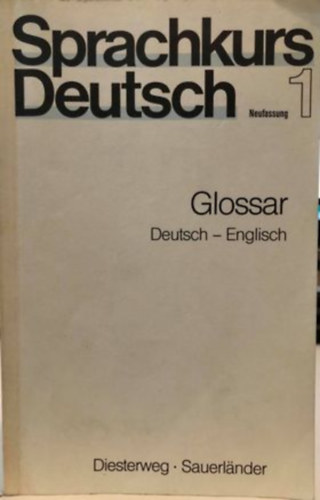 Sprachkurs
Deutsch Neufassung 1
Glossar
Deutsch – Englisch
Diesterweg · Sauerländer